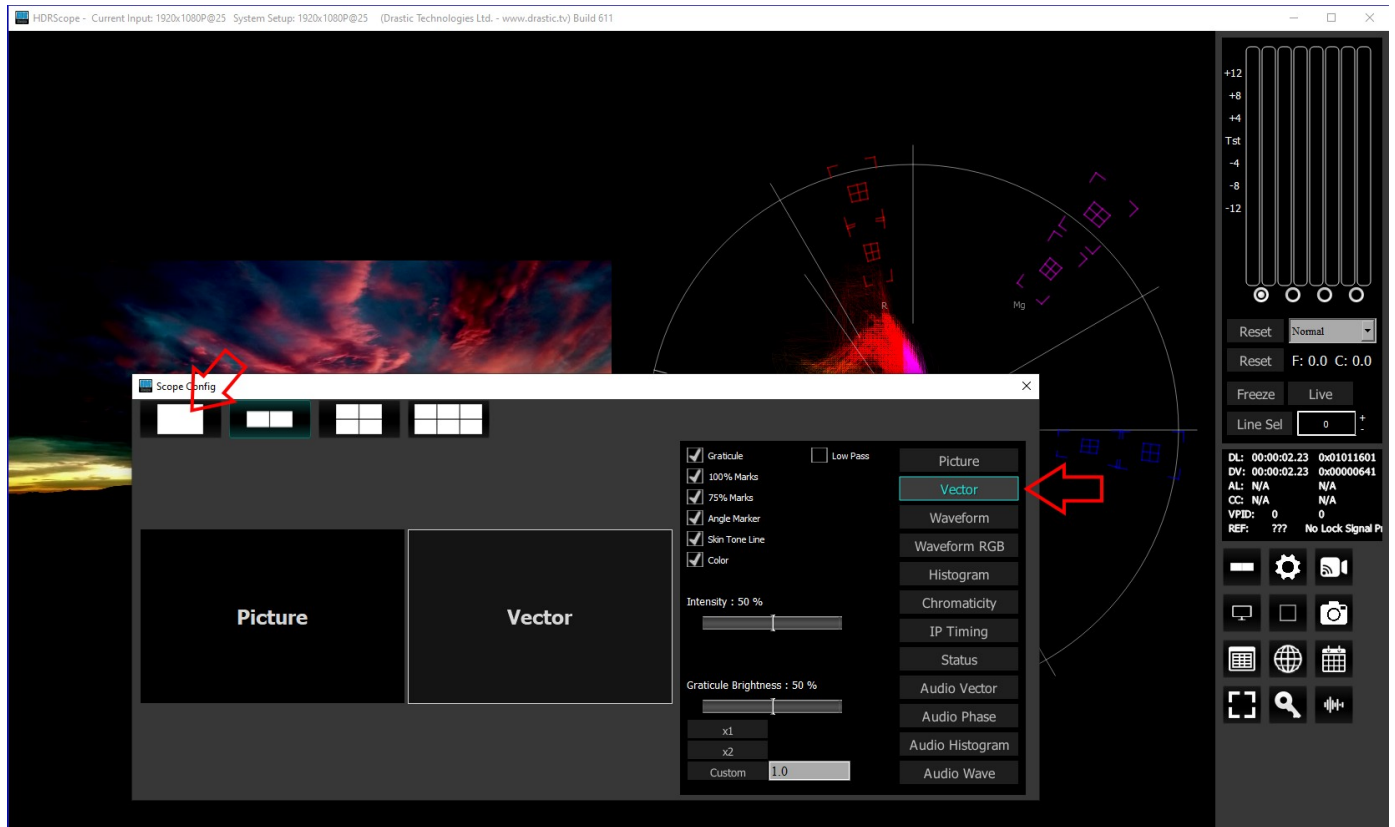 HDRScope - Current Input: 1920x1080P@25 System Setup: 1920x1080P@25 (Drastic Technologies Ltd. - www.drastic.tv) Build 611
R
Mg
Scope Config
Picture
Vector
Graticule
Low Pass
100% Marks
75% Marks
Angle Marker
Skin Tone Line
Color
Intensity : 50 %
Graticule Brightness : 50 %
x1
x2
Custom 1.0
Picture
Vector
Waveform
Waveform RGB
Histogram
Chromaticity
IP Timing
Status
Audio Vector
Audio Phase
Audio Histogram
Audio Wave
+12
+8
+4
Tst
-4
-8
-12
Reset Normal
Reset F: 0.0 C: 0.0
Freeze Live
Line Sel 0 + -
DL: 00:00:02.23 0x01011601
DV: 00:00:02.23 0x00000641
AL: N/A N/A
CC: N/A N/A
VPID: 0 0
REF: ??? No Lock Signal